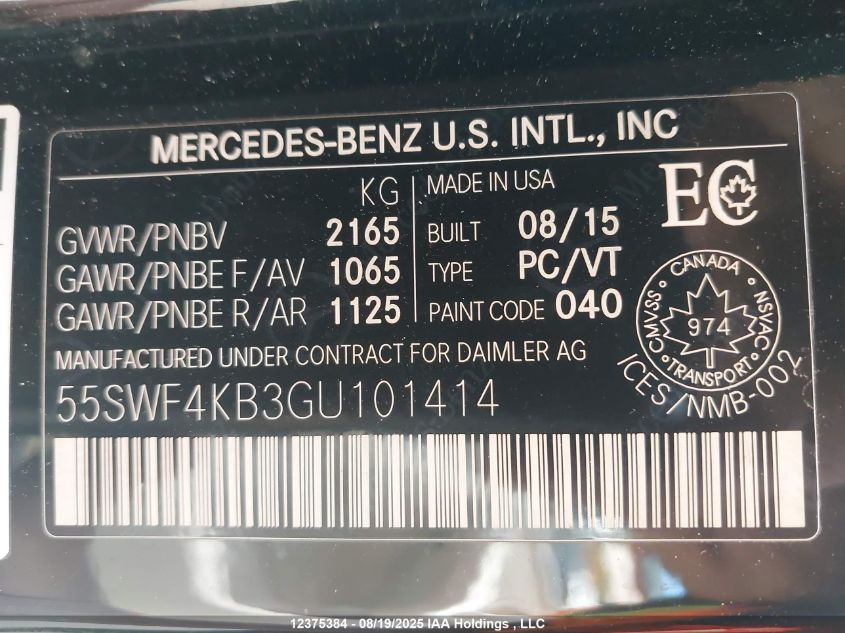 MERCEDES-BENZ U.S. INTL., INC
KG
GVWR/PNBV 2165
GAWR/PNBE F/AV 1065
GAWR/PNBE R/AR 1125
MADE IN USA
BUILT 08/15
TYPE PC/VT
PAINT CODE 040
EC
CANADA
CMVSS/ 974 NSVAC
TRANSPORT
ICES/NMB-002
MANUFACTURED UNDER CONTRACT FOR DAIMLER AG
55SWF4KB3GU101414
12375384 - 08/19/2025 IAA Holdings , LLC